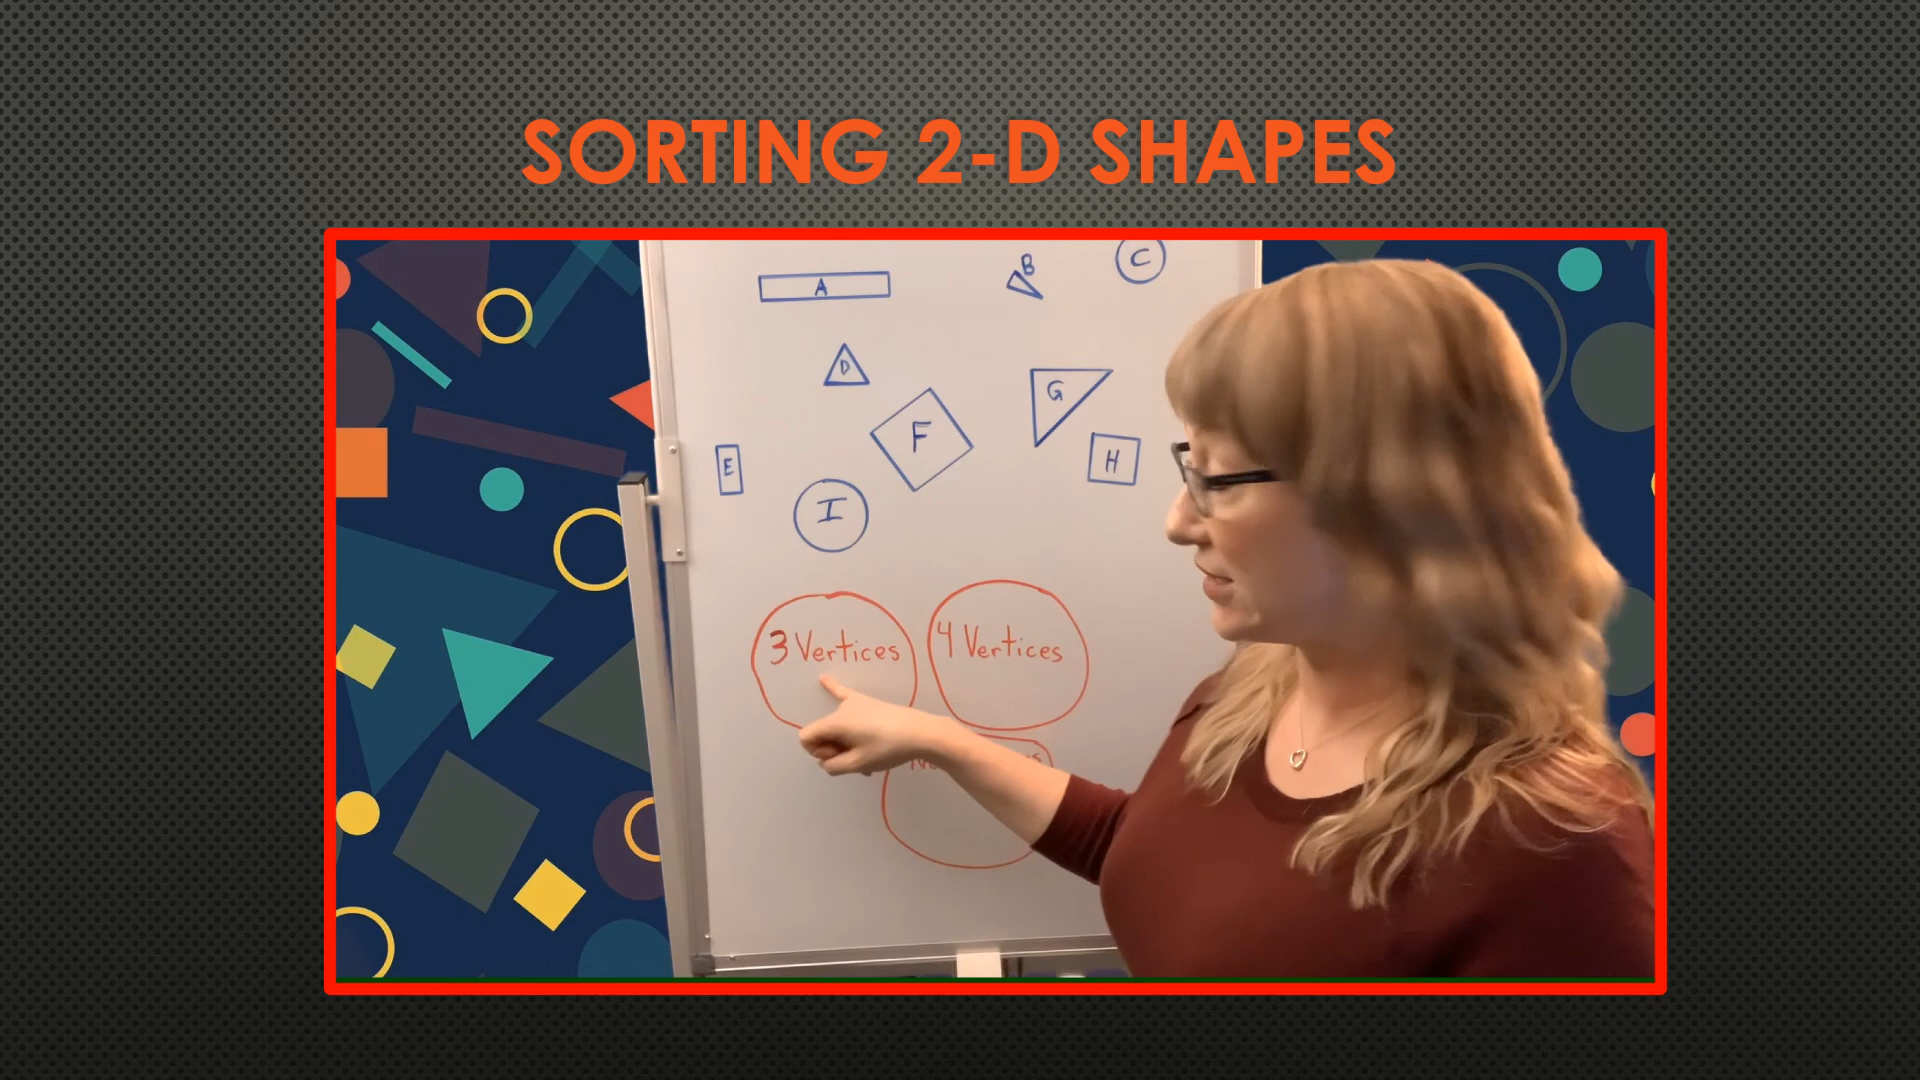 SORTING 2-D SHAPES
A
B
C
D
E
F
G
H
I
3 Vertices
4 Vertices